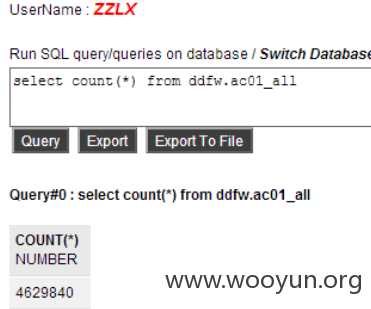 UserName : ZZLX
Run SQL query/queries on database / Switch Database
select count(*) from ddfw.ac01_all
Query Export Export To File
Query#0 : select count(*) from ddfw.ac01_all
COUNT(*)
NUMBER
4629840
www.wooyun.org